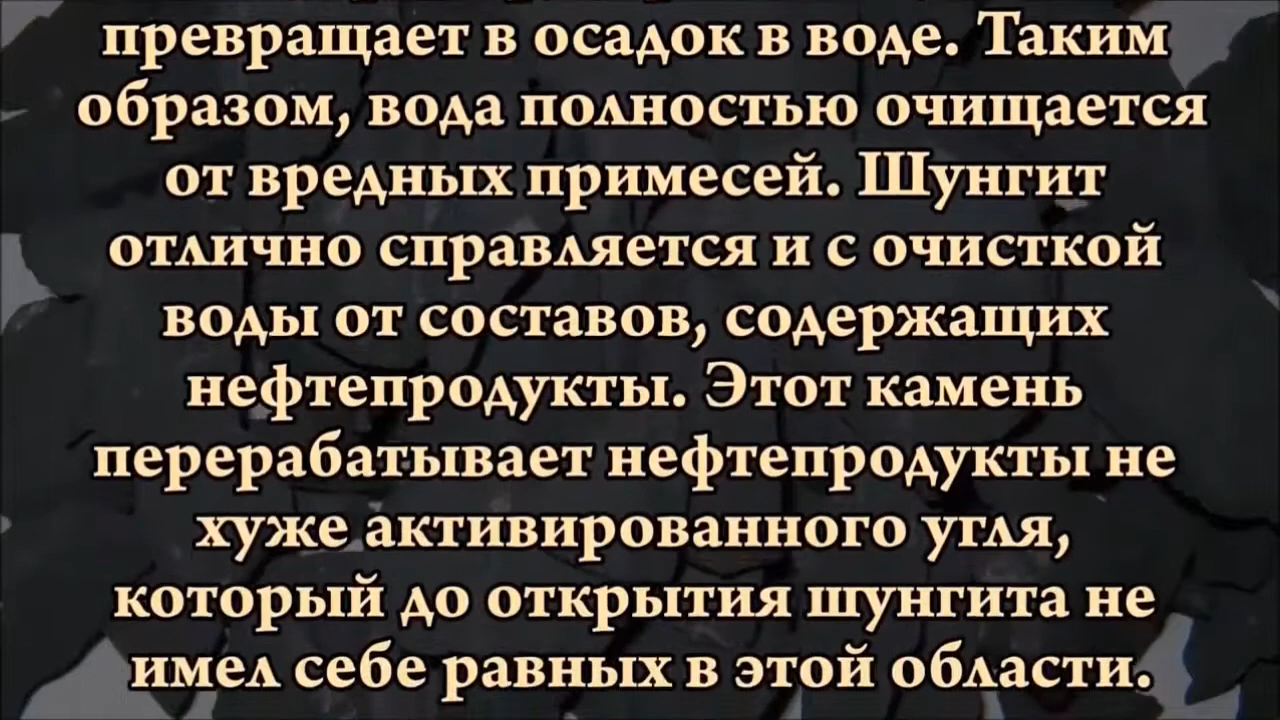 превращает в осадок в воде. Таким
образом, вода полностью очищается
от вредных примесей. Шунгит
отлично справляется и с очисткой
воды от составов, содержащих
нефтепродукты. Этот камень
перерабатывает нефтепродукты не
хуже активированного угля,
который до открытия шунгита не
имел себе равных в этой области.